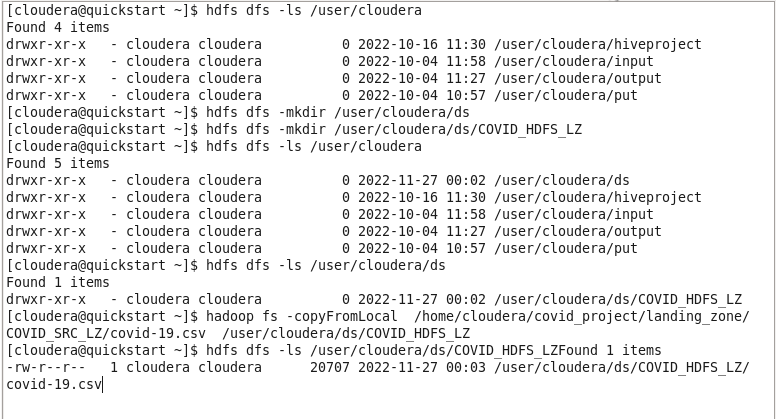 [cloudera@quickstart ~]$ hdfs dfs -ls /user/cloudera
Found 4 items
drwxr-xr-x   - cloudera cloudera          0 2022-10-16 11:30 /user/cloudera/hiveproject
drwxr-xr-x   - cloudera cloudera          0 2022-10-04 11:58 /user/cloudera/input
drwxr-xr-x   - cloudera cloudera          0 2022-10-04 11:27 /user/cloudera/output
drwxr-xr-x   - cloudera cloudera          0 2022-10-04 10:57 /user/cloudera/put
[cloudera@quickstart ~]$ hdfs dfs -mkdir /user/cloudera/ds
[cloudera@quickstart ~]$ hdfs dfs -mkdir /user/cloudera/ds/COVID_HDFS_LZ
[cloudera@quickstart ~]$ hdfs dfs -ls /user/cloudera
Found 5 items
drwxr-xr-x   - cloudera cloudera          0 2022-11-27 00:02 /user/cloudera/ds
drwxr-xr-x   - cloudera cloudera          0 2022-10-16 11:30 /user/cloudera/hiveproject
drwxr-xr-x   - cloudera cloudera          0 2022-10-04 11:58 /user/cloudera/input
drwxr-xr-x   - cloudera cloudera          0 2022-10-04 11:27 /user/cloudera/output
drwxr-xr-x   - cloudera cloudera          0 2022-10-04 10:57 /user/cloudera/put
[cloudera@quickstart ~]$ hdfs dfs -ls /user/cloudera/ds
Found 1 items
drwxr-xr-x   - cloudera cloudera          0 2022-11-27 00:02 /user/cloudera/ds/COVID_HDFS_LZ
[cloudera@quickstart ~]$ hadoop fs -copyFromLocal  /home/cloudera/covid_project/landing_zone/
COVID_SRC_LZ/covid-19.csv  /user/cloudera/ds/COVID_HDFS_LZ
[cloudera@quickstart ~]$ hdfs dfs -ls /user/cloudera/ds/COVID_HDFS_LZFound 1 items
-rw-r--r--   1 cloudera cloudera      20707 2022-11-27 00:03 /user/cloudera/ds/COVID_HDFS_LZ/
covid-19.csv